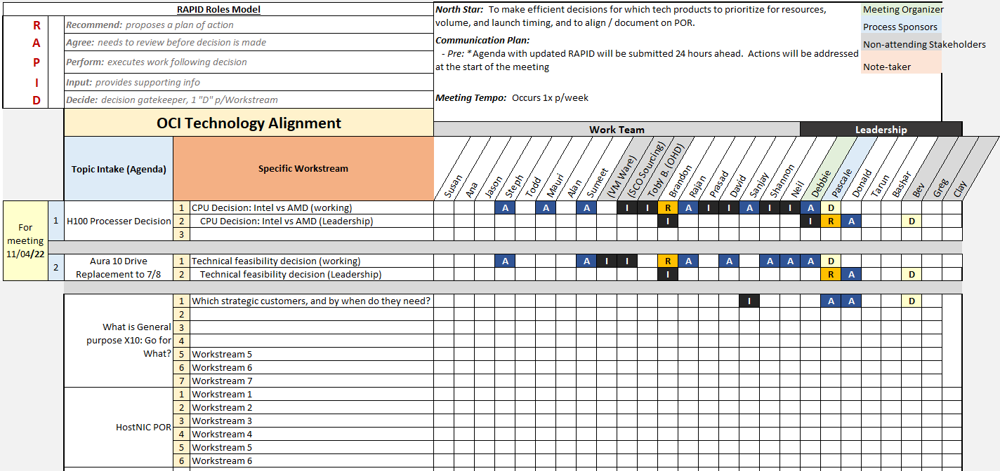 RAPID Roles Model
R Recommend: proposes a plan of action
A Agree: needs to review before decision is made
P Perform: executes work following decision
I Input: provides supporting info
D Decide: decision gatekeeper, 1 "D" p/Workstream
North Star: To make efficient decisions for which tech products to prioritize for resources,
volume, and launch timing, and to align / document on POR.
Communication Plan:
- Pre: *Agenda with updated RAPID will be submitted 24 hours ahead. Actions will be addressed
at the start of the meeting
Meeting Tempo: Occurs 1x p/week
Meeting Organizer
Process Sponsors
Non-attending Stakeholders
Note-taker
OCI Technology Alignment
Work Team
Leadership
Topic Intake (Agenda)
Specific Workstream
Susan
Ana
Jason
Steph
Todd
Mauri
Alan
Sumeet
(VM Ware)
(SCO Sourcing)
Toby B. (OHD)
Brandon
Rajan
Prasad
David
Sanjay
Shannon
Neil
Debbie
Pascale
Donald
Tarun
Bashar
Bev
Greg
Clay
For
meeting
11/04/22
1
H100 Processer Decision
1 CPU Decision: Intel vs AMD (working) A A A I I R A I I A I I A D
2 CPU Decision: Intel vs AMD (Leadership) I I R A D
3
2
Aura 10 Drive
Replacement to 7/8
1 Technical feasibility decision (working) A A I I R A A A A A D
2 Technical feasibility decision (Leadership) I R A D
What is General
purpose X10: Go for
What?
1 Which strategic customers, and by when do they need? I A A D
2
3
4
5 Workstream 5
6 Workstream 6
7 Workstream 7
HostNIC POR
1 Workstream 1
2 Workstream 2
3 Workstream 3
4 Workstream 4
5 Workstream 5
6 Workstream 6